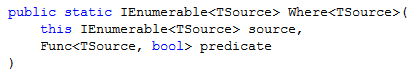 public static IEnumerable<TSource> Where<TSource>(
    this IEnumerable<TSource> source,
    Func<TSource, bool> predicate
)